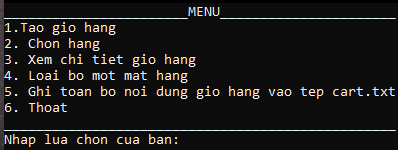 MENU
1.Tao gio hang
2. Chon hang
3. Xem chi tiet gio hang
4. Loai bo mot mat hang
5. Ghi toan bo noi dung gio hang vao tep cart.txt
6. Thoat
Nhap lua chon cua ban: